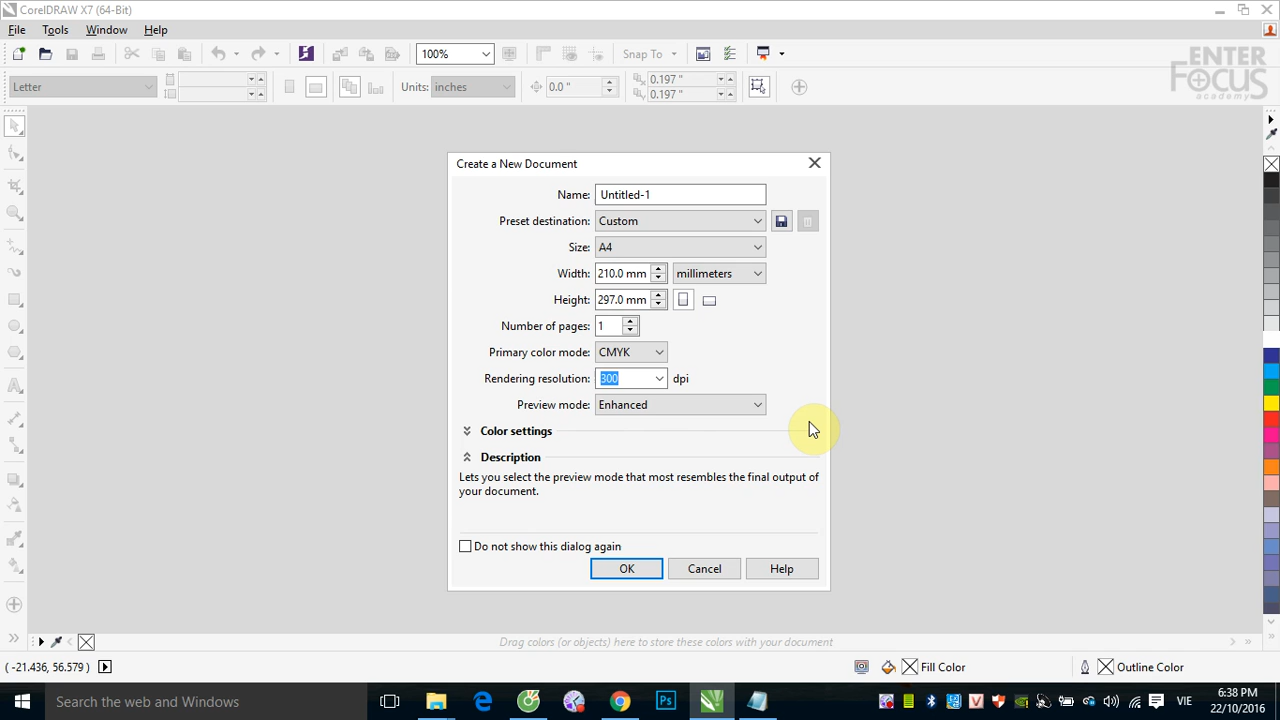 CorelDRAW X7 (64-Bit)
File Tools Window Help
100% Snap To
ENTER
FOCUS
academy
Letter Units: inches 0.0 " 0.197 "
0.197 "
Create a New Document
Name: Untitled-1
Preset destination: Custom
Size: A4
Width: 210.0 mm millimeters
Height: 297.0 mm
Number of pages: 1
Primary color mode: CMYK
Rendering resolution: 300 dpi
Preview mode: Enhanced
Color settings
Description
Lets you select the preview mode that most resembles the final output of
your document.
Do not show this dialog again
OK Cancel Help
Drag colors (or objects) here to store these colors with your document
( -21.436, 56.579 ) Fill Color Outline Color
Search the web and Windows Ps VIE 6:38 PM
22/10/2016